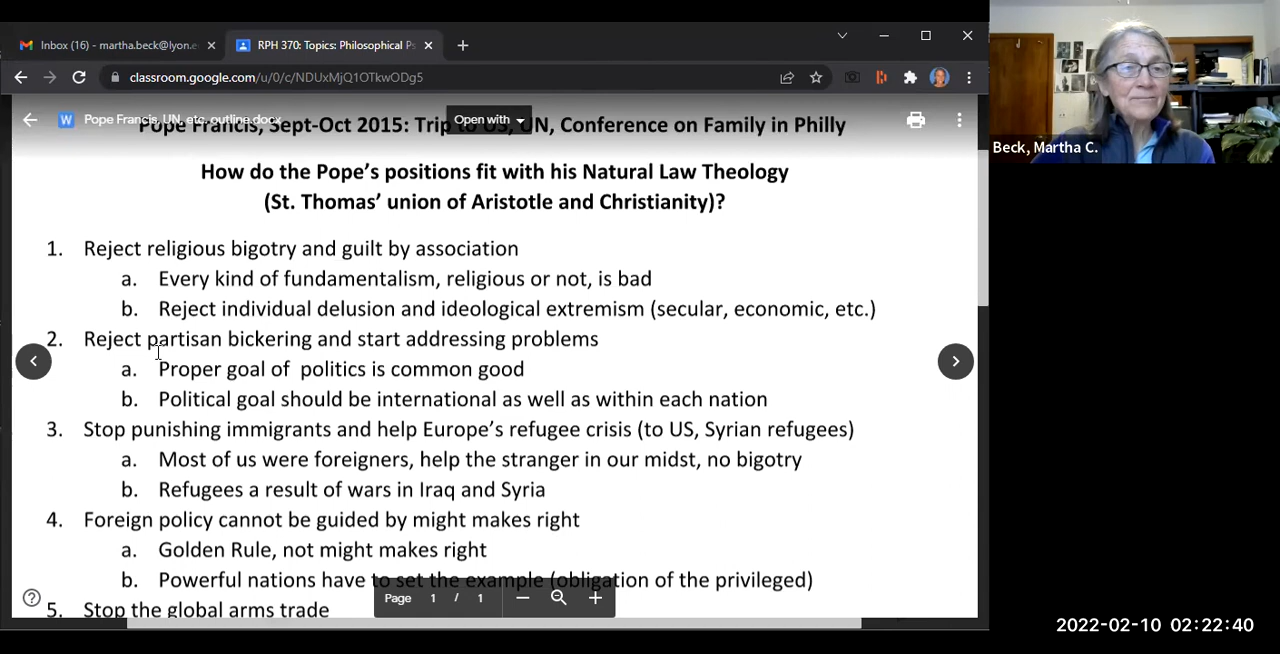 Inbox (16) - martha.beck@lyon.e
RPH 370: Topics: Philosophical Ps
classroom.google.com/u/0/c/NDUxMjQ1OTkwODg5
W Pope Francis, UN, etc. outline.docx
Open with
Pope Francis, Sept-Oct 2015: Trip to US, UN, Conference on Family in Philly
How do the Pope's positions fit with his Natural Law Theology
(St. Thomas' union of Aristotle and Christianity)?
1. Reject religious bigotry and guilt by association
a. Every kind of fundamentalism, religious or not, is bad
b. Reject individual delusion and ideological extremism (secular, economic, etc.)
2. Reject partisan bickering and start addressing problems
a. Proper goal of politics is common good
b. Political goal should be international as well as within each nation
3. Stop punishing immigrants and help Europe's refugee crisis (to US, Syrian refugees)
a. Most of us were foreigners, help the stranger in our midst, no bigotry
b. Refugees a result of wars in Iraq and Syria
4. Foreign policy cannot be guided by might makes right
a. Golden Rule, not might makes right
b. Powerful nations have to set the example (obligation of the privileged)
5. Stop the global arms trade
Page 1 / 1
Beck, Martha C.
2022-02-10 02:22:40